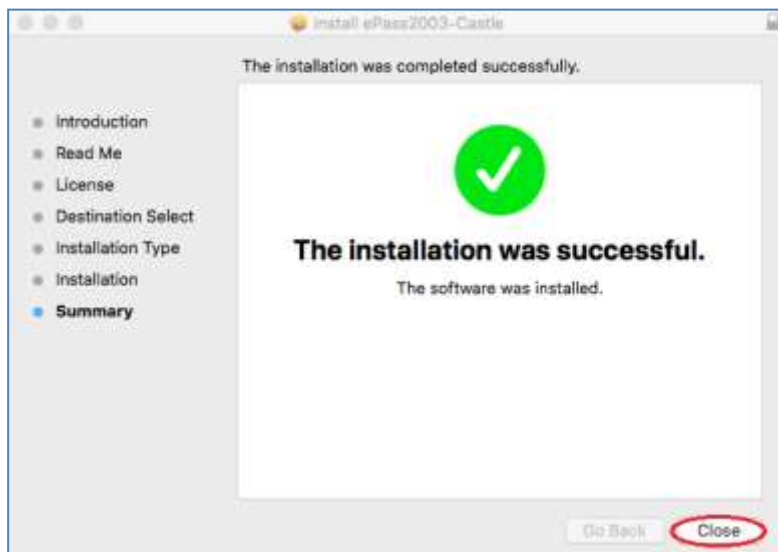 Install ePass2003-Castle
The installation was completed successfully.
Introduction
Read Me
License
Destination Select
Installation Type
Installation
Summary
The installation was successful.
The software was installed.
Go Back
Close